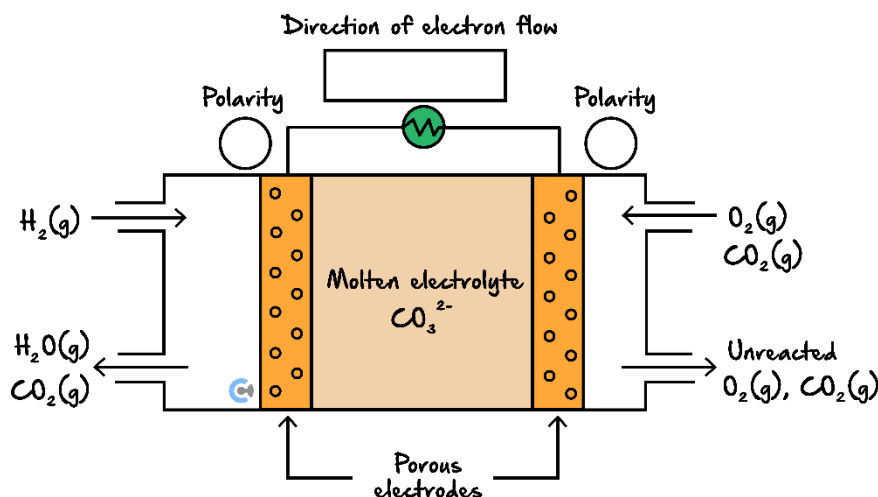 Direction of electron flow
Polarity
Polarity
H₂(g)
O₂(g)
CO₂(g)
Molten electrolyte
CO₃²⁻
H₂O(g)
CO₂(g)
Unreacted
O₂(g), CO₂(g)
Porous
electrodes